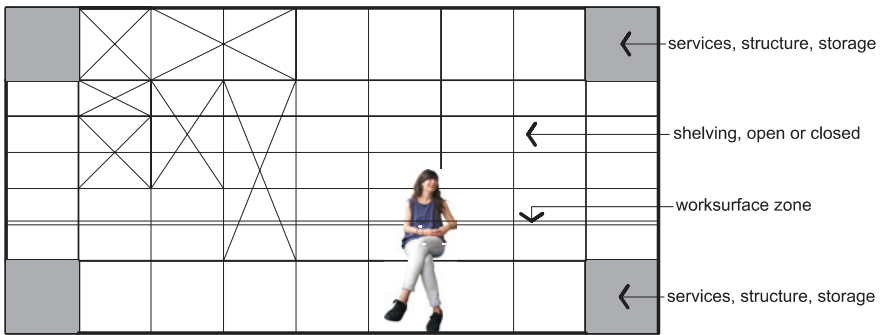 services, structure, storage
shelving, open or closed
worksurface zone
services, structure, storage